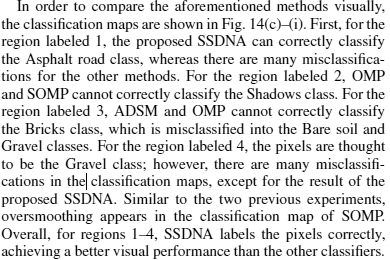 In order to compare the aforementioned methods visually,
the classification maps are shown in Fig. 14(c)–(i). First, for the
region labeled 1, the proposed SSDNA can correctly classify
the Asphalt road class, whereas there are many misclassifica-
tions for the other methods. For the region labeled 2, OMP
and SOMP cannot correctly classify the Shadows class. For the
region labeled 3, ADSM and OMP cannot correctly classify
the Bricks class, which is misclassified into the Bare soil and
Gravel classes. For the region labeled 4, the pixels are thought
to be the Gravel class; however, there are many misclassifi-
cations in the classification maps, except for the result of the
proposed SSDNA. Similar to the two previous experiments,
oversmoothing appears in the classification map of SOMP.
Overall, for regions 1–4, SSDNA labels the pixels correctly,
achieving a better visual performance than the other classifiers.